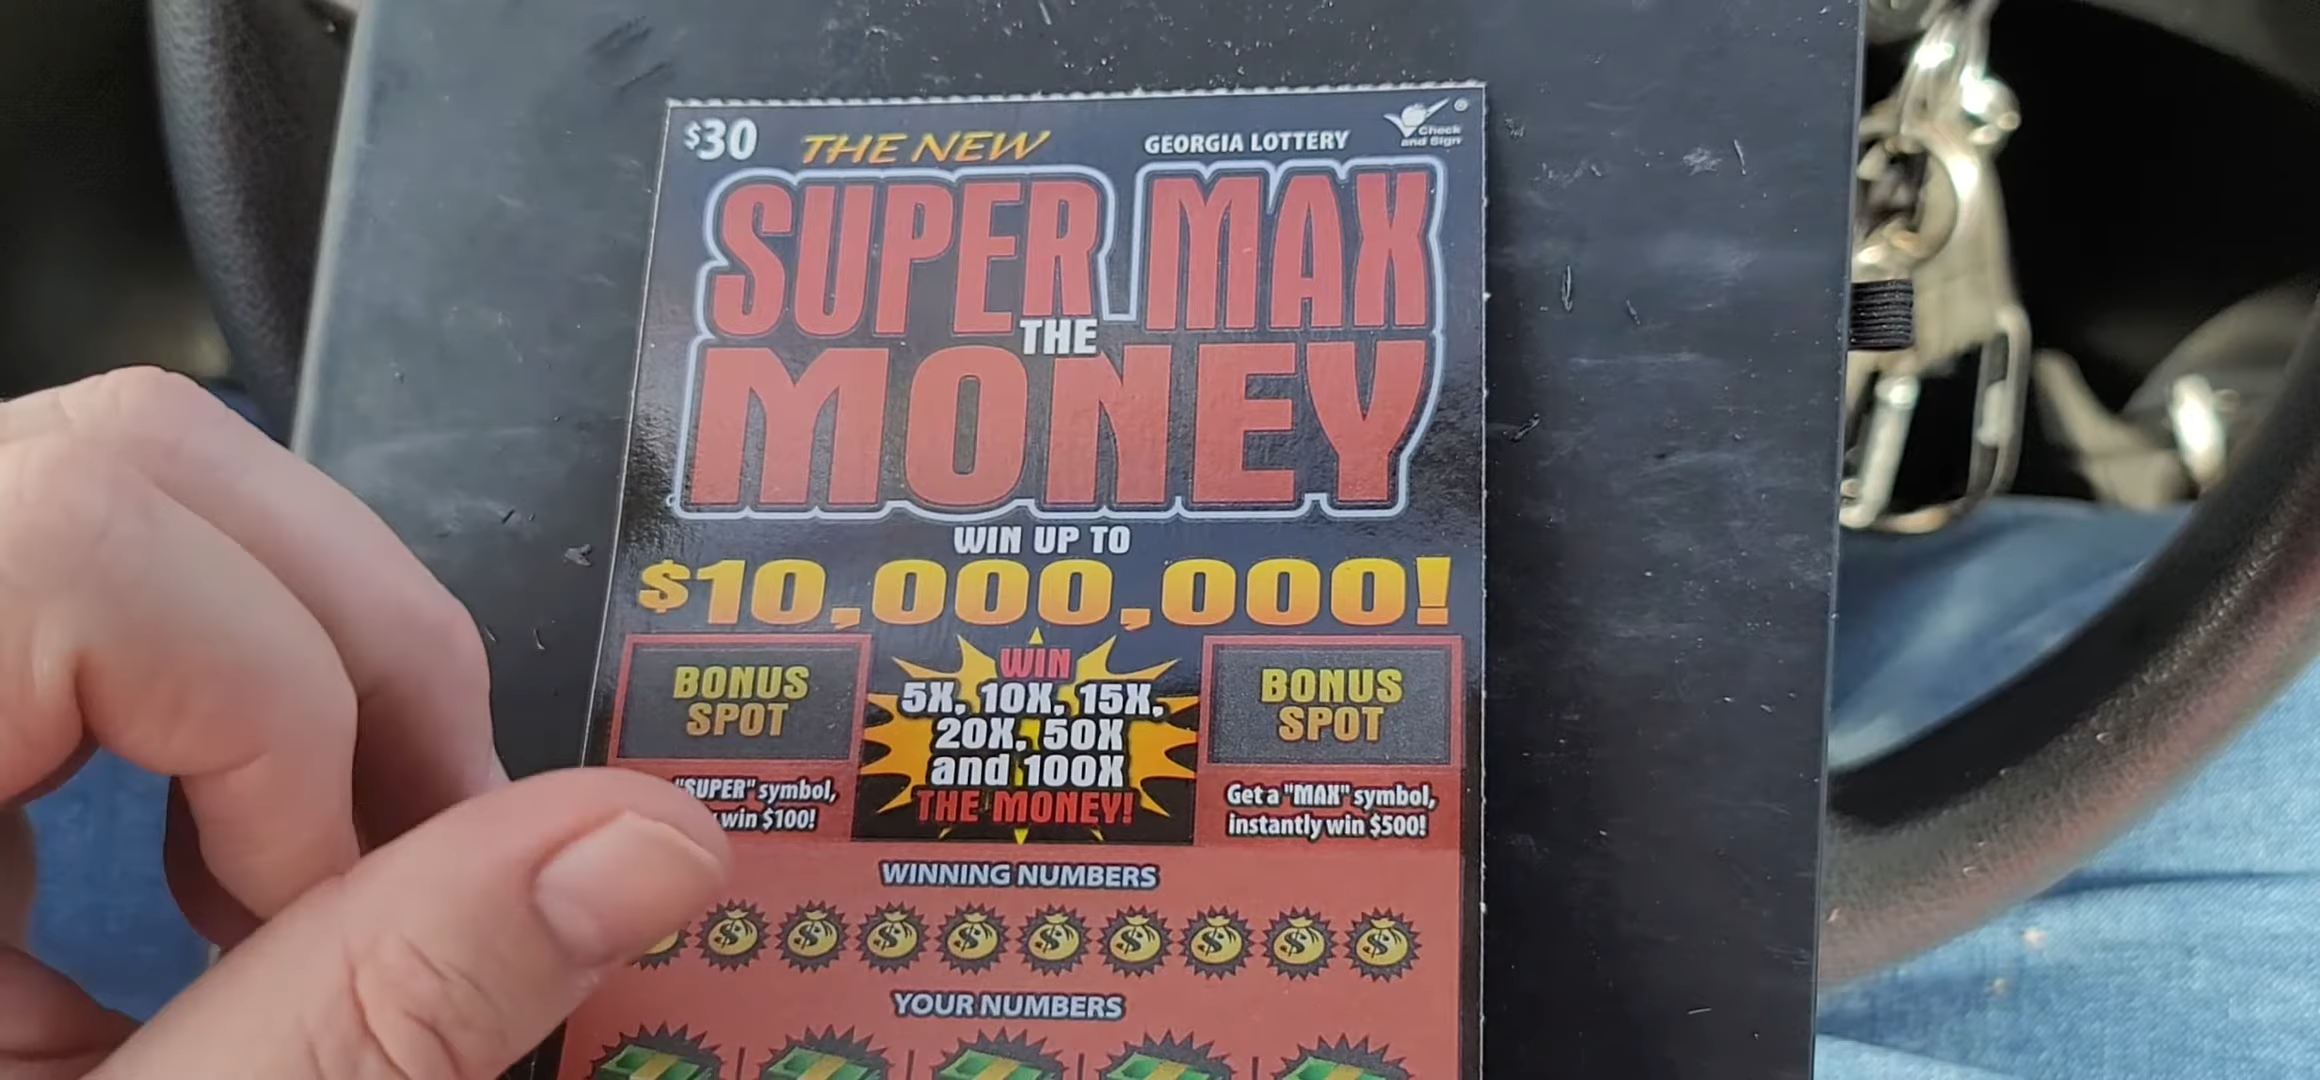 $30 THE NEW GEORGIA LOTTERY
Check
and Sign
®
SUPER MAX
THE
MONEY
WIN UP TO
$10,000,000!
BONUS
SPOT
WIN
5X, 10X, 15X,
20X, 50X
and 100X
THE MONEY!
BONUS
SPOT
"SUPER" symbol,
win $100!
Get a "MAX" symbol,
instantly win $500!
WINNING NUMBERS
YOUR NUMBERS